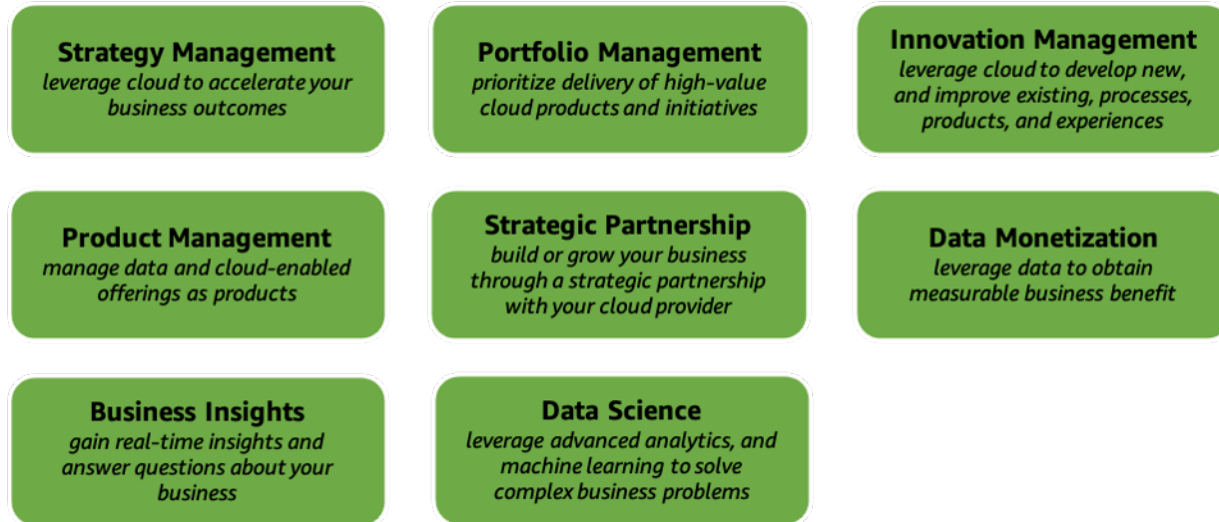 Strategy Management
leverage cloud to accelerate your
business outcomes
Portfolio Management
prioritize delivery of high-value
cloud products and initiatives
Innovation Management
leverage cloud to develop new,
and improve existing, processes,
products, and experiences
Product Management
manage data and cloud-enabled
offerings as products
Strategic Partnership
build or grow your business
through a strategic partnership
with your cloud provider
Data Monetization
leverage data to obtain
measurable business benefit
Business Insights
gain real-time insights and
answer questions about your
business
Data Science
leverage advanced analytics, and
machine learning to solve
complex business problems